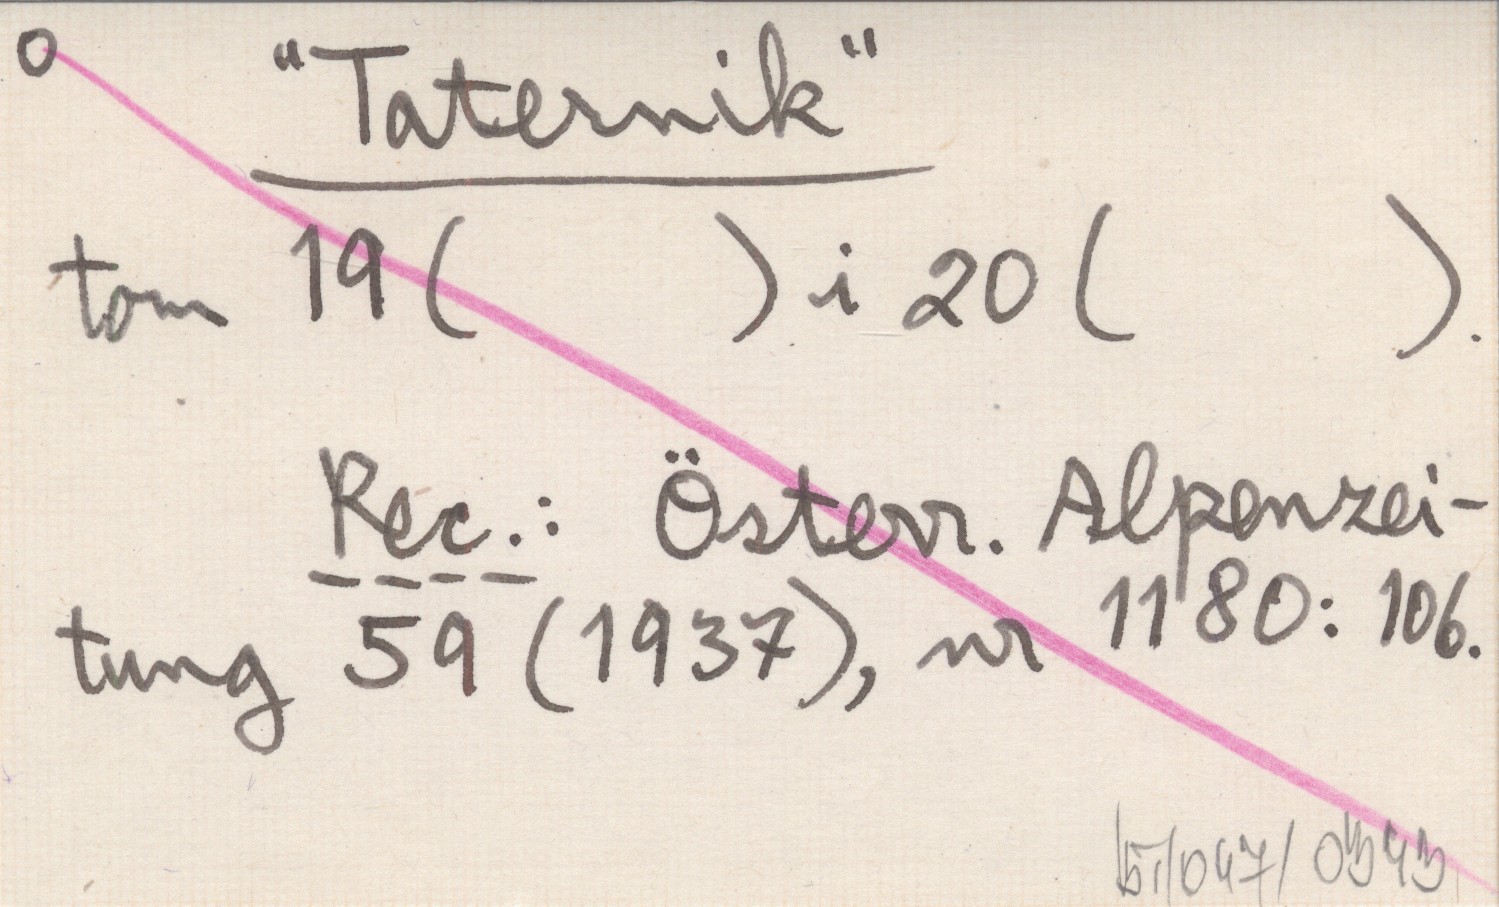 O
"Taternik"
tom 19 ( ) i 20 ( ).
Rec.: Österr. Alpenzei-
tung 59 (1937), nr 1180: 106.